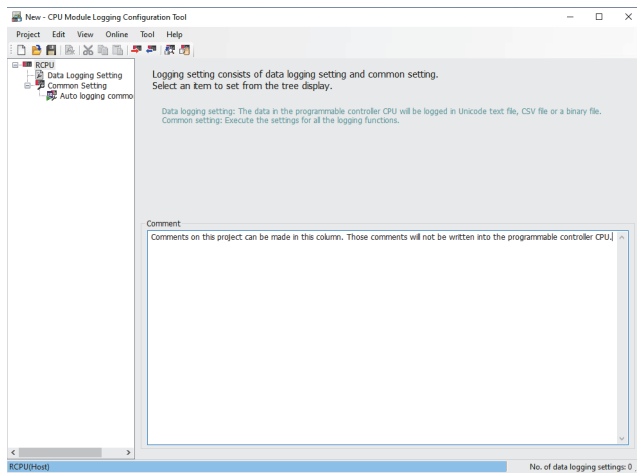 New - CPU Module Logging Configuration Tool
Project Edit View Online Tool Help
RCPU
Data Logging Setting
Common Setting
Auto logging commo
Logging setting consists of data logging setting and common setting.
Select an item to set from the tree display.
Data logging setting: The data in the programmable controller CPU will be logged in Unicode text file, CSV file or a binary file.
Common setting: Execute the settings for all the logging functions.
Comment
Comments on this project can be made in this column. Those comments will not be written into the programmable controller CPU.
RCPU(Host)
No. of data logging settings: 0